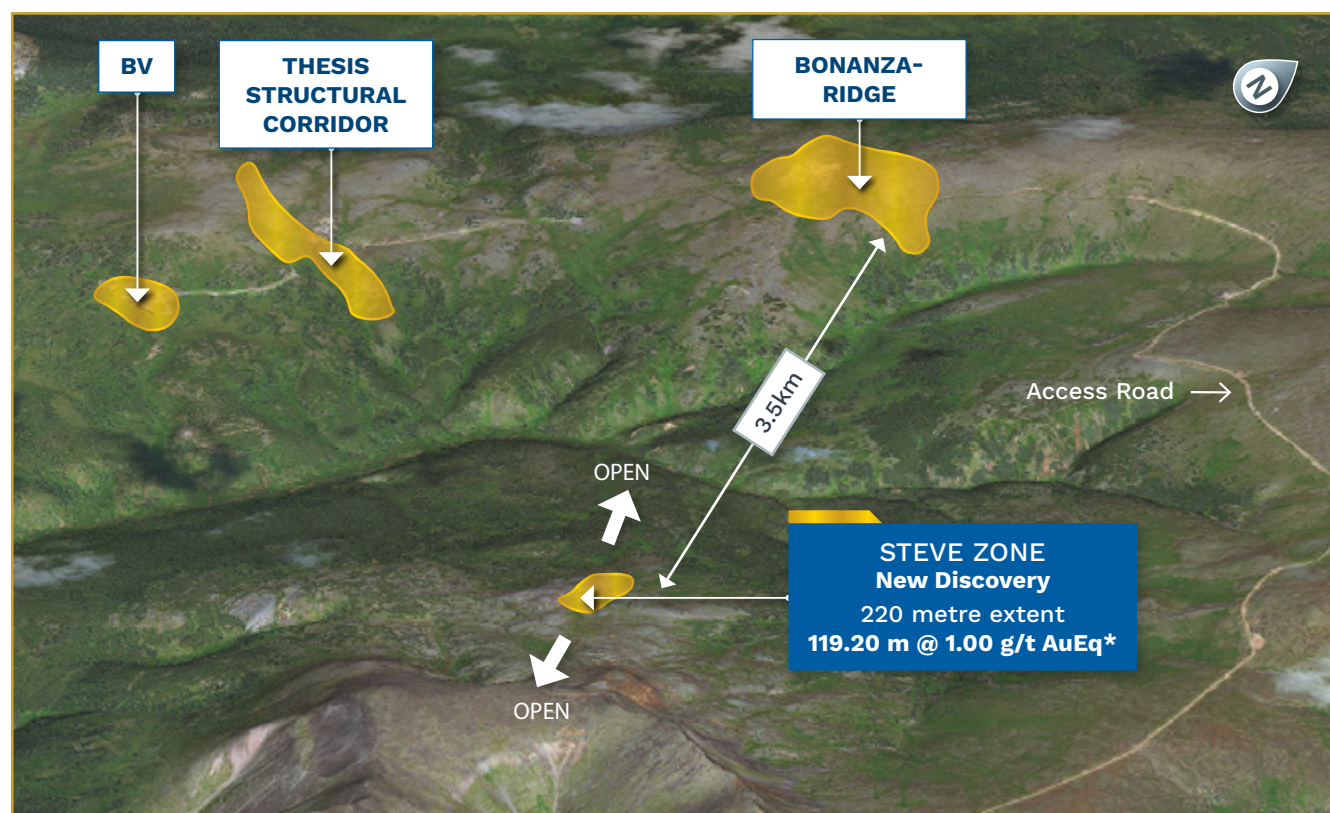 BV
THESIS
STRUCTURAL
CORRIDOR
BONANZA-
RIDGE
N
Access Road
3.5km
OPEN
STEVE ZONE
New Discovery
220 metre extent
119.20 m @ 1.00 g/t AuEq*
OPEN